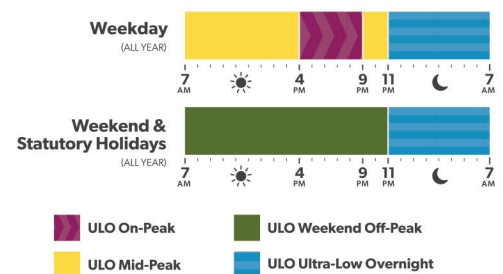 Weekday
(ALL YEAR)
7 4 9 11 7
AM PM PM PM AM
Weekend &
Statutory Holidays
(ALL YEAR)
7 4 9 11 7
AM PM PM PM AM
ULO On-Peak ULO Weekend Off-Peak
ULO Mid-Peak ULO Ultra-Low Overnight